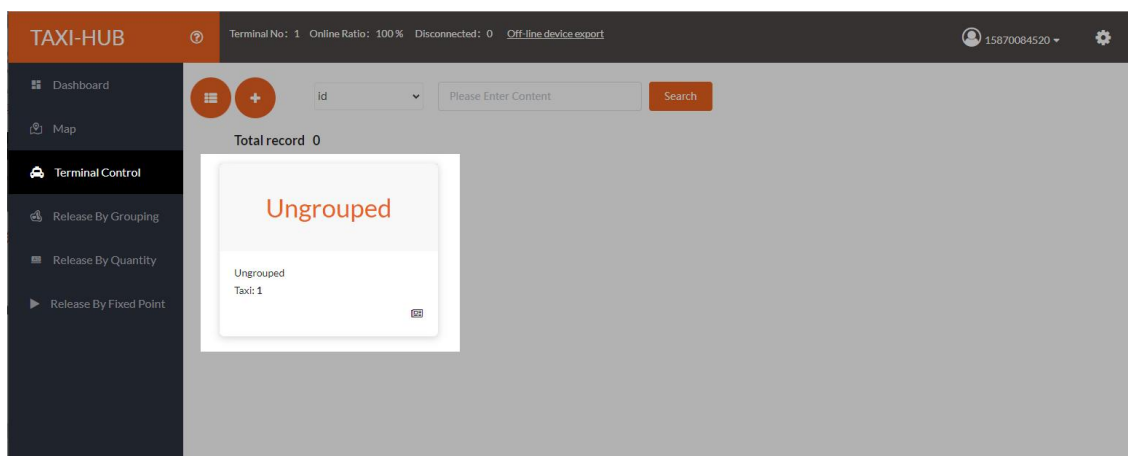 TAXI-HUB
Terminal No: 1 Online Ratio: 100 % Disconnected: 0 Off-line device export
15870084520
Dashboard
Map
Terminal Control
Release By Grouping
Release By Quantity
Release By Fixed Point
id
Please Enter Content
Search
Total record 0
Ungrouped
Ungrouped
Taxi: 1